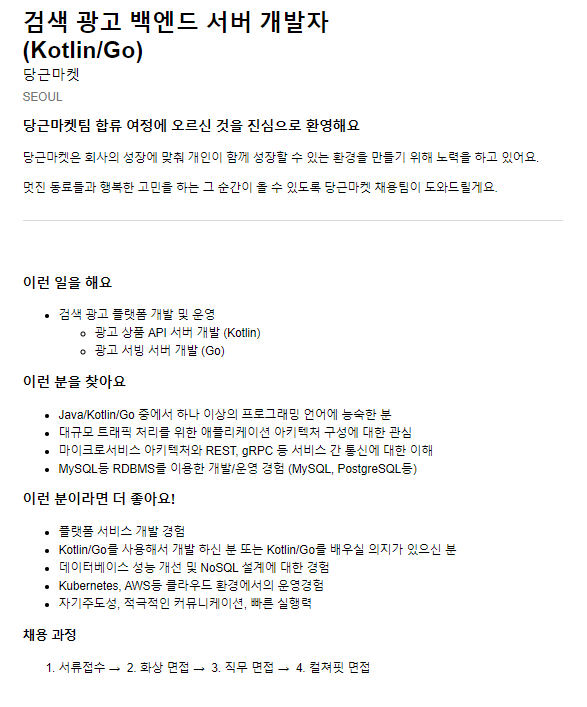 검색 광고 백엔드 서버 개발자
(Kotlin/Go)
당근마켓
SEOUL
당근마켓팀 합류 여정에 오르신 것을 진심으로 환영해요
당근마켓은 회사의 성장에 맞춰 개인이 함께 성장할 수 있는 환경을 만들기 위해 노력을 하고 있어요.
멋진 동료들과 행복한 고민을 하는 그 순간이 올 수 있도록 당근마켓 채용팀이 도와드릴게요.
이런 일을 해요
• 검색 광고 플랫폼 개발 및 운영
◦ 광고 상품 API 서버 개발 (Kotlin)
◦ 광고 서빙 서버 개발 (Go)
이런 분을 찾아요
• Java/Kotlin/Go 중에서 하나 이상의 프로그래밍 언어에 능숙한 분
• 대규모 트래픽 처리를 위한 애플리케이션 아키텍처 구성에 대한 관심
• 마이크로서비스 아키텍처와 REST, gRPC 등 서비스 간 통신에 대한 이해
• MySQL등 RDBMS를 이용한 개발/운영 경험 (MySQL, PostgreSQL등)
이런 분이라면 더 좋아요!
• 플랫폼 서비스 개발 경험
• Kotlin/Go를 사용해서 개발 하신 분 또는 Kotlin/Go를 배우실 의지가 있으신 분
• 데이터베이스 성능 개선 및 NoSQL 설계에 대한 경험
• Kubernetes, AWS등 클라우드 환경에서의 운영경험
• 자기주도성, 적극적인 커뮤니케이션, 빠른 실행력
채용 과정
1. 서류접수 → 2. 화상 면접 → 3. 직무 면접 → 4. 컬쳐핏 면접